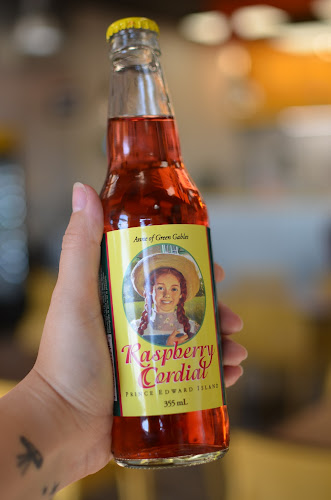 Anne of Green Gables
Raspberry
Cordial
PRINCE EDWARD ISLAND
355 mL